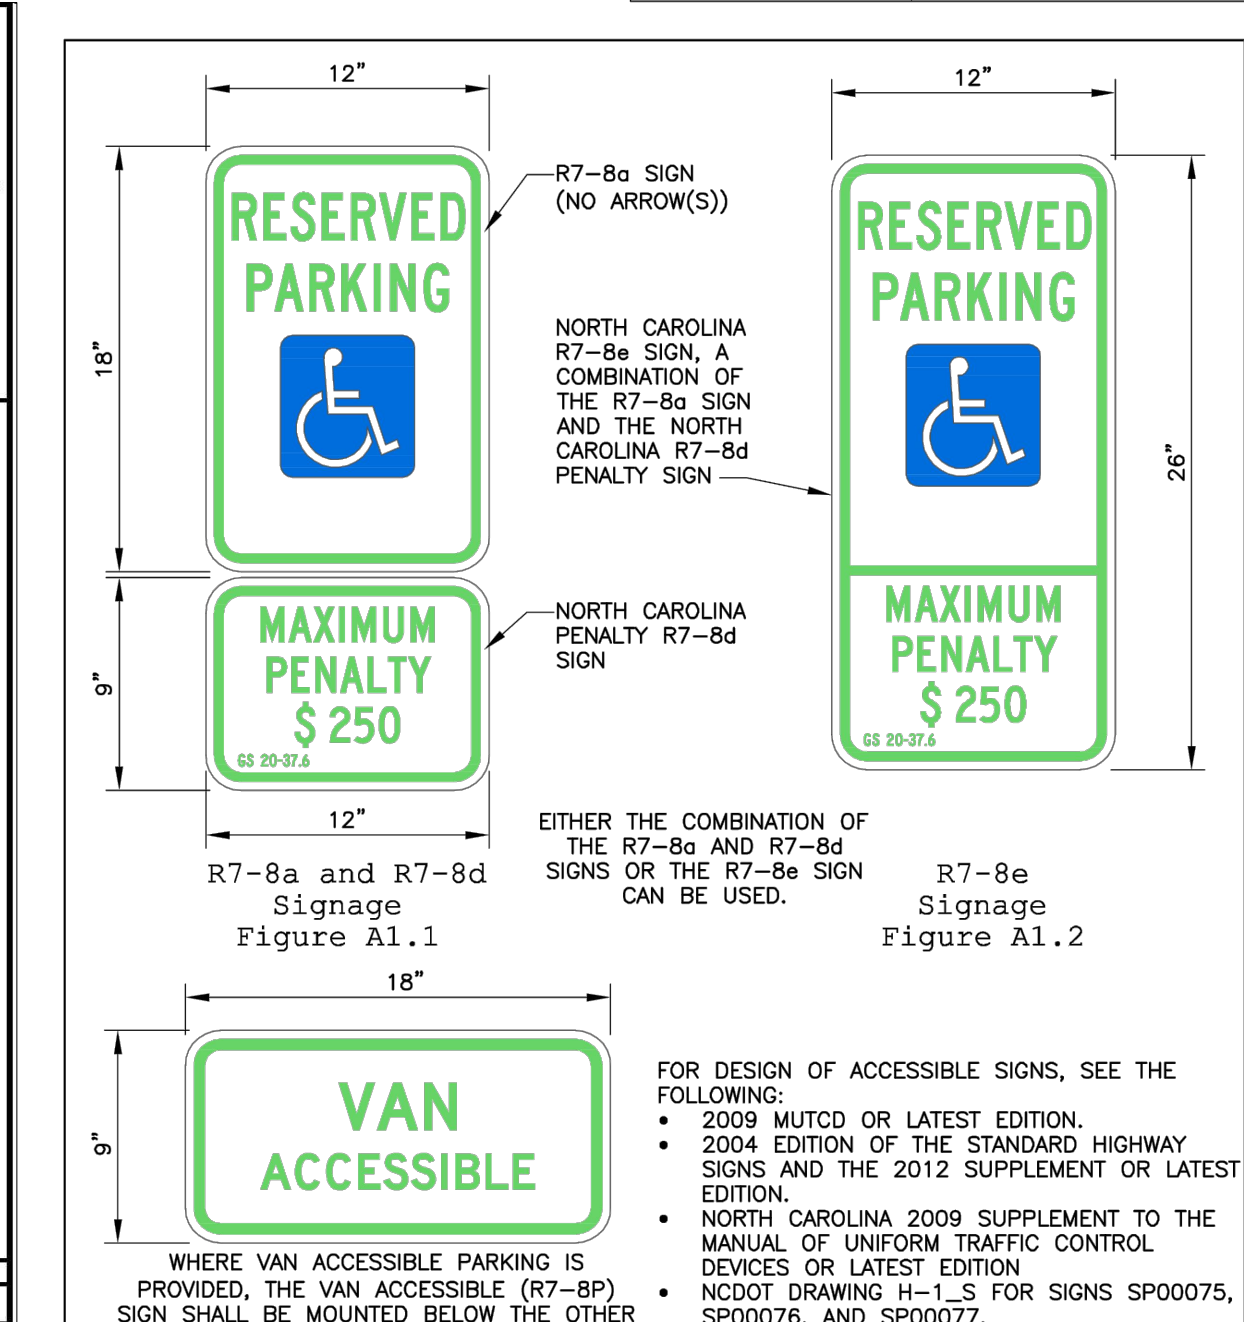 12"
18"
RESERVED
PARKING
R7-8a SIGN
(NO ARROW(S))
9"
MAXIMUM
PENALTY
$ 250
GS 20-37.6
NORTH CAROLINA
PENALTY R7-8d
SIGN
12"
R7-8a and R7-8d
Signage
Figure A1.1
NORTH CAROLINA
R7-8e SIGN, A
COMBINATION OF
THE R7-8a SIGN
AND THE NORTH
CAROLINA R7-8d
PENALTY SIGN
12"
RESERVED
PARKING
26"
MAXIMUM
PENALTY
$ 250
GS 20-37.6
EITHER THE COMBINATION OF
THE R7-8a AND R7-8d
SIGNS OR THE R7-8e SIGN
CAN BE USED.
R7-8e
Signage
Figure A1.2
18"
9"
VAN
ACCESSIBLE
WHERE VAN ACCESSIBLE PARKING IS
PROVIDED, THE VAN ACCESSIBLE (R7-8P)
SIGN SHALL BE MOUNTED BELOW THE OTHER
FOR DESIGN OF ACCESSIBLE SIGNS, SEE THE
FOLLOWING:
• 2009 MUTCD OR LATEST EDITION.
• 2004 EDITION OF THE STANDARD HIGHWAY
SIGNS AND THE 2012 SUPPLEMENT OR LATEST
EDITION.
• NORTH CAROLINA 2009 SUPPLEMENT TO THE
MANUAL OF UNIFORM TRAFFIC CONTROL
DEVICES OR LATEST EDITION
• NCDOT DRAWING H-1_S FOR SIGNS SP00075,
SP00076, AND SP00077.